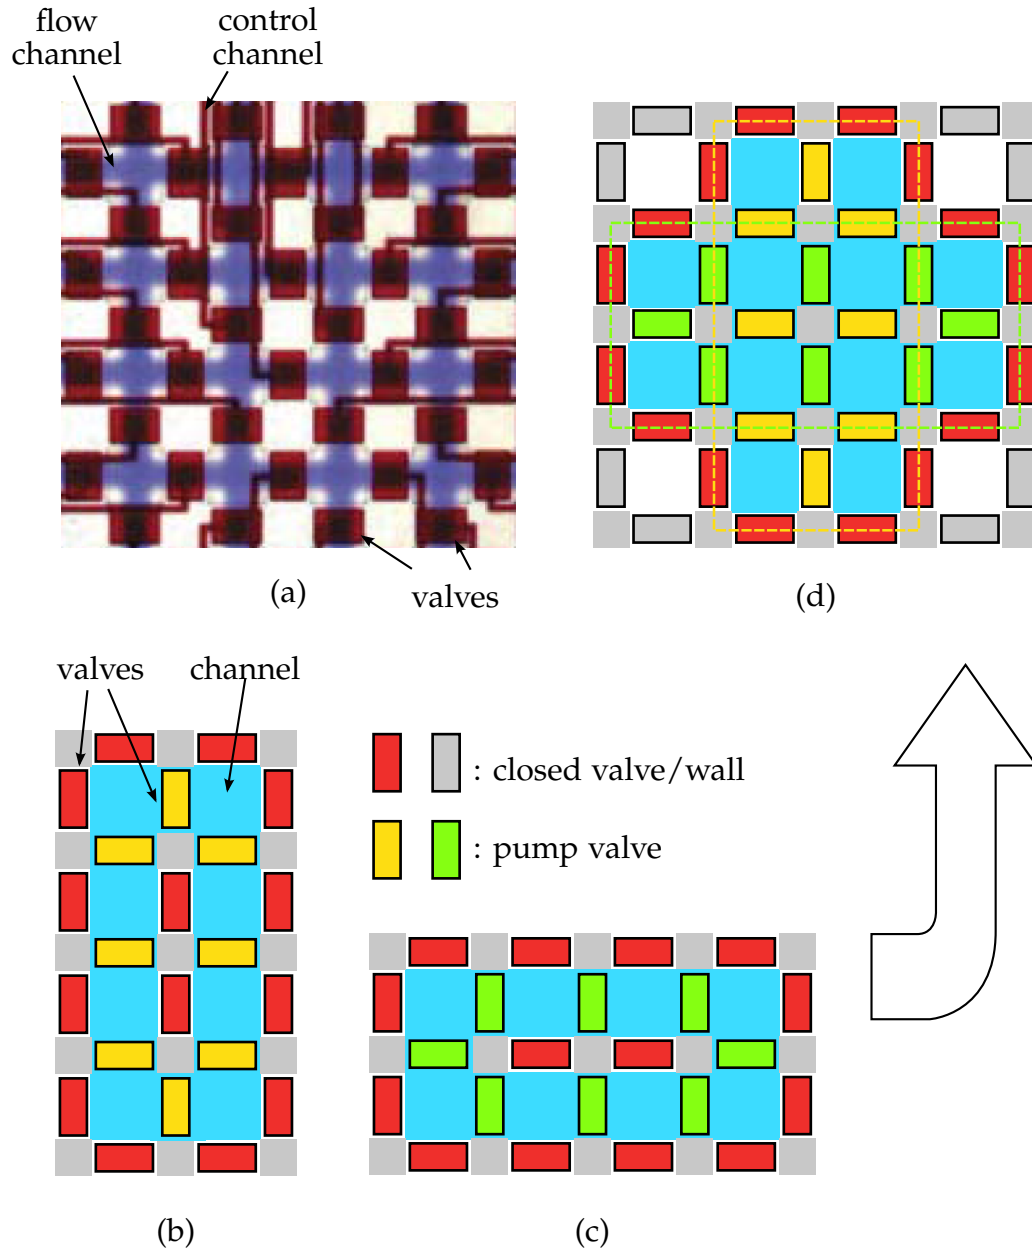 flow
channel
control
channel
(a)
valves
(d)
valves
channel
: closed valve/wall
: pump valve
(b)
(c)